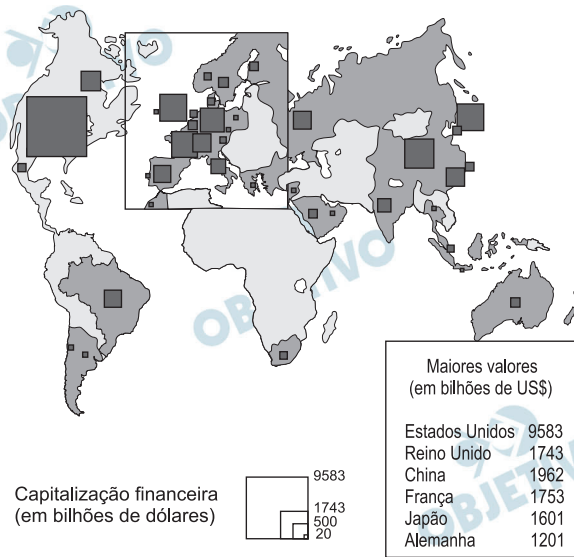 OBJETIVO
Maiores valores
(em bilhões de US$)
Estados Unidos 9583
Reino Unido 1743
China 1962
França 1753
Japão 1601
Alemanha 1201
Capitalização financeira
(em bilhões de dólares)
9583
1743
500
20
OBJETIVO